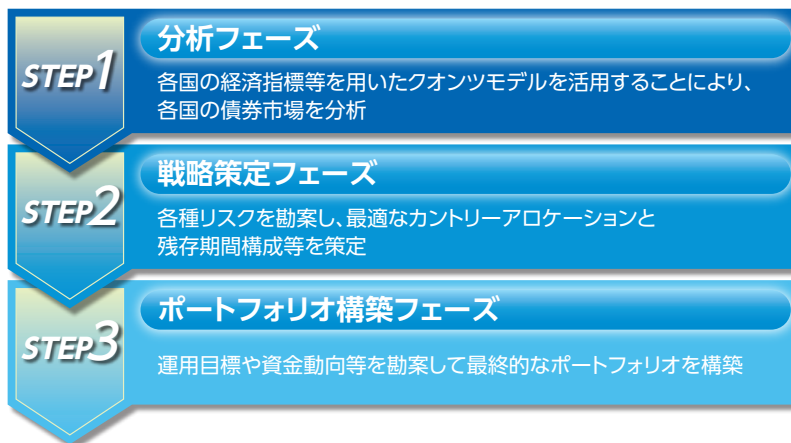 STEP1
分析フェーズ
各国の経済指標等を用いたクオンツモデルを活用することにより、
各国の債券市場を分析
STEP2
戦略策定フェーズ
各種リスクを勘案し、最適なカントリーアロケーションと
残存期間構成等を策定
STEP3
ポートフォリオ構築フェーズ
運用目標や資金動向等を勘案して最終的なポートフォリオを構築